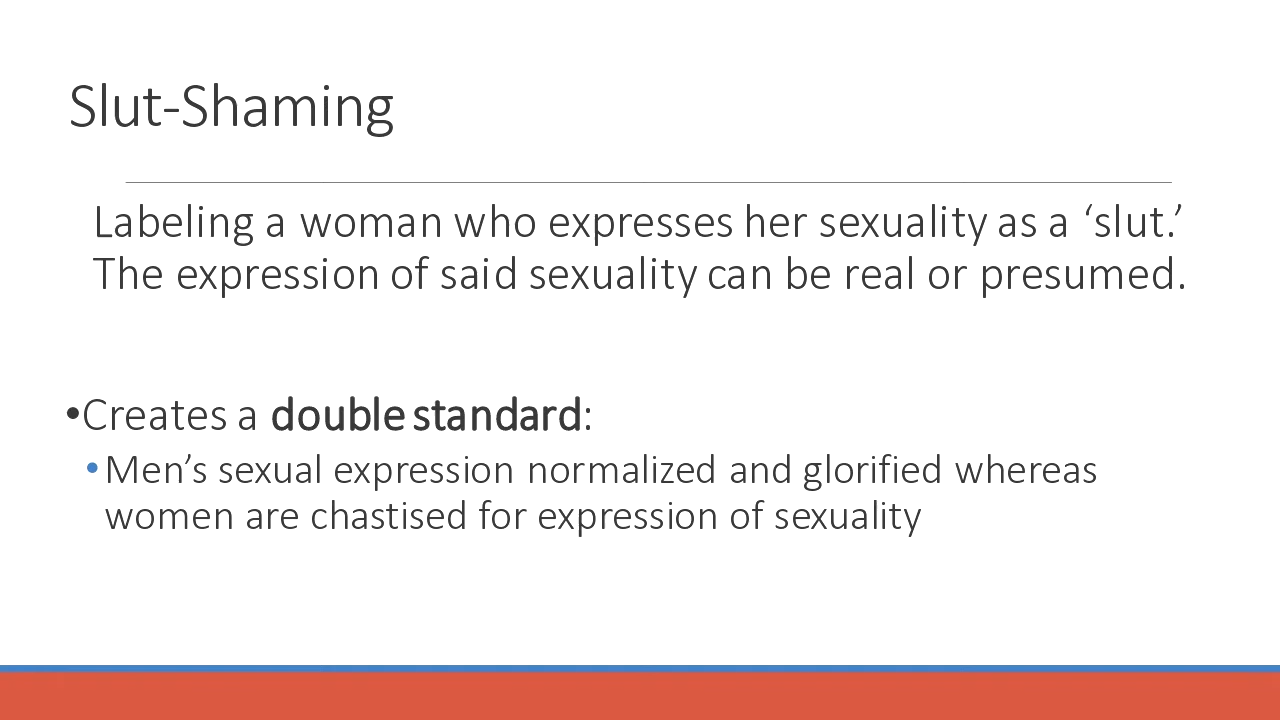 Slut-Shaming
Labeling a woman who expresses her sexuality as a ‘slut.’
The expression of said sexuality can be real or presumed.
•Creates a double standard:
•Men’s sexual expression normalized and glorified whereas
women are chastised for expression of sexuality